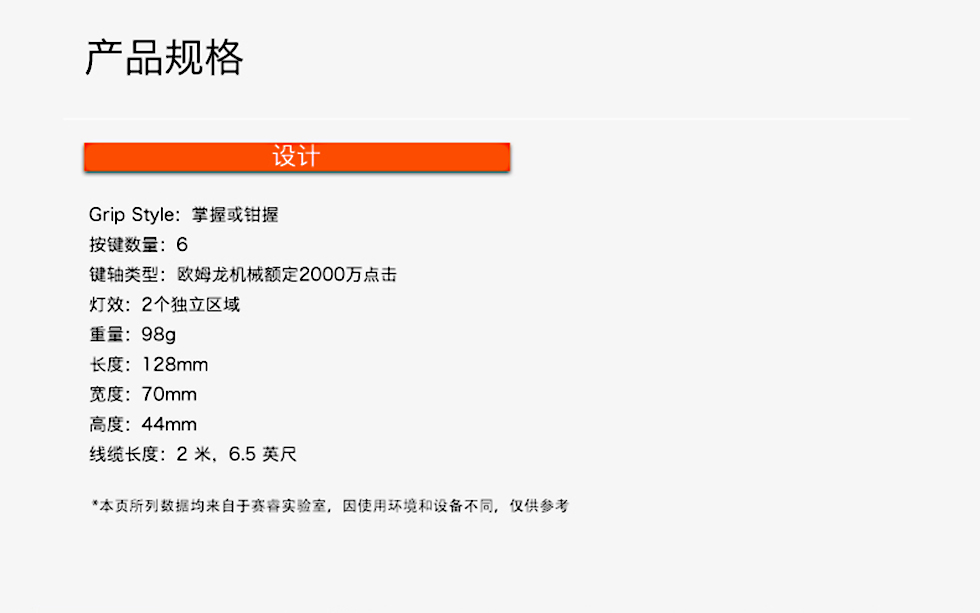 产品规格
设计
Grip Style：掌握或钳握
按键数量：6
键轴类型：欧姆龙机械额定2000万点击
灯效：2个独立区域
重量：98g
长度：128mm
宽度：70mm
高度：44mm
线缆长度：2 米，6.5 英尺
*本页所列数据均来自于赛睿实验室，因使用环境和设备不同，仅供参考